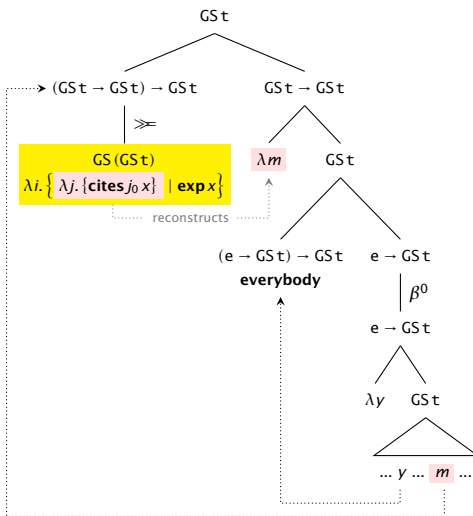 GSt
(GSt → GSt) → GSt GSt → GSt
≫=
GS(GSt) λm GSt
λi.{ λj. {cites j₀ x} | exp x}
reconstructs
(e → GSt) → GSt e → GSt
everybody
β⁰
e → GSt
λy GSt
... y ... m ...